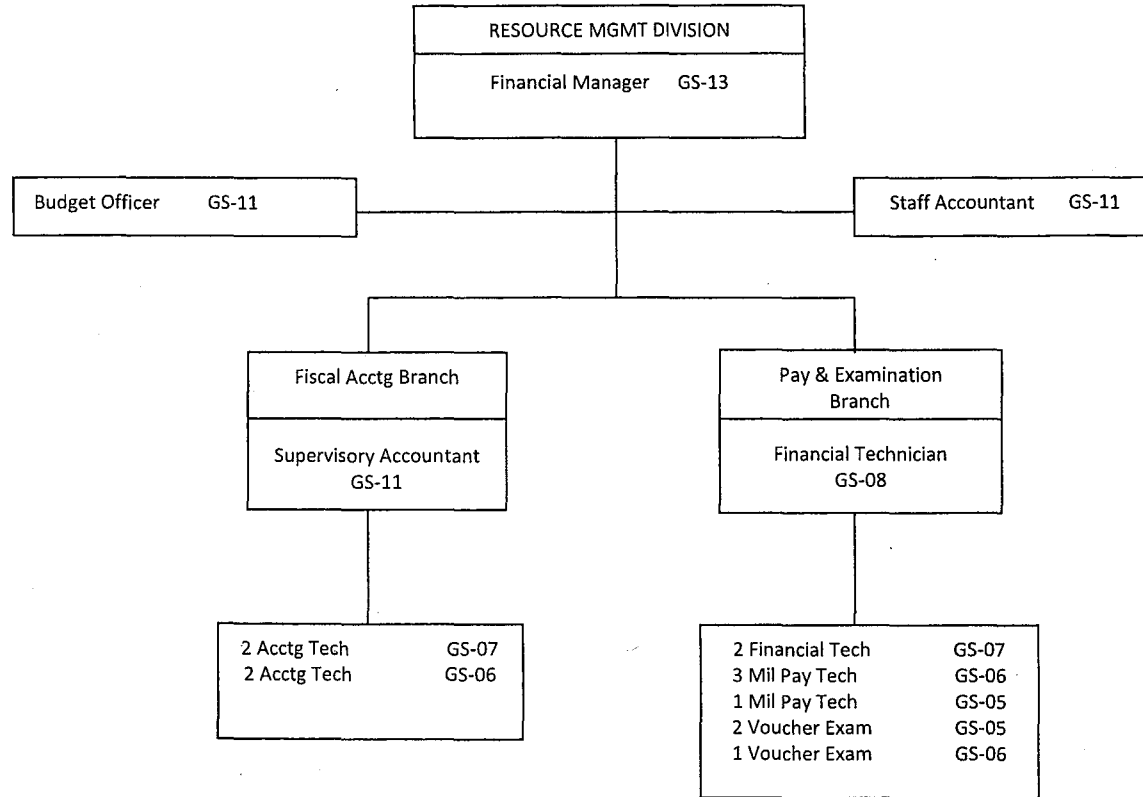 RESOURCE MGMT DIVISION
Financial Manager GS-13
Budget Officer GS-11
Staff Accountant GS-11
Fiscal Acctg Branch
Supervisory Accountant
GS-11
Pay & Examination
Branch
Financial Technician
GS-08
2 Acctg Tech GS-07
2 Acctg Tech GS-06
2 Financial Tech GS-07
3 Mil Pay Tech GS-06
1 Mil Pay Tech GS-05
2 Voucher Exam GS-05
1 Voucher Exam GS-06